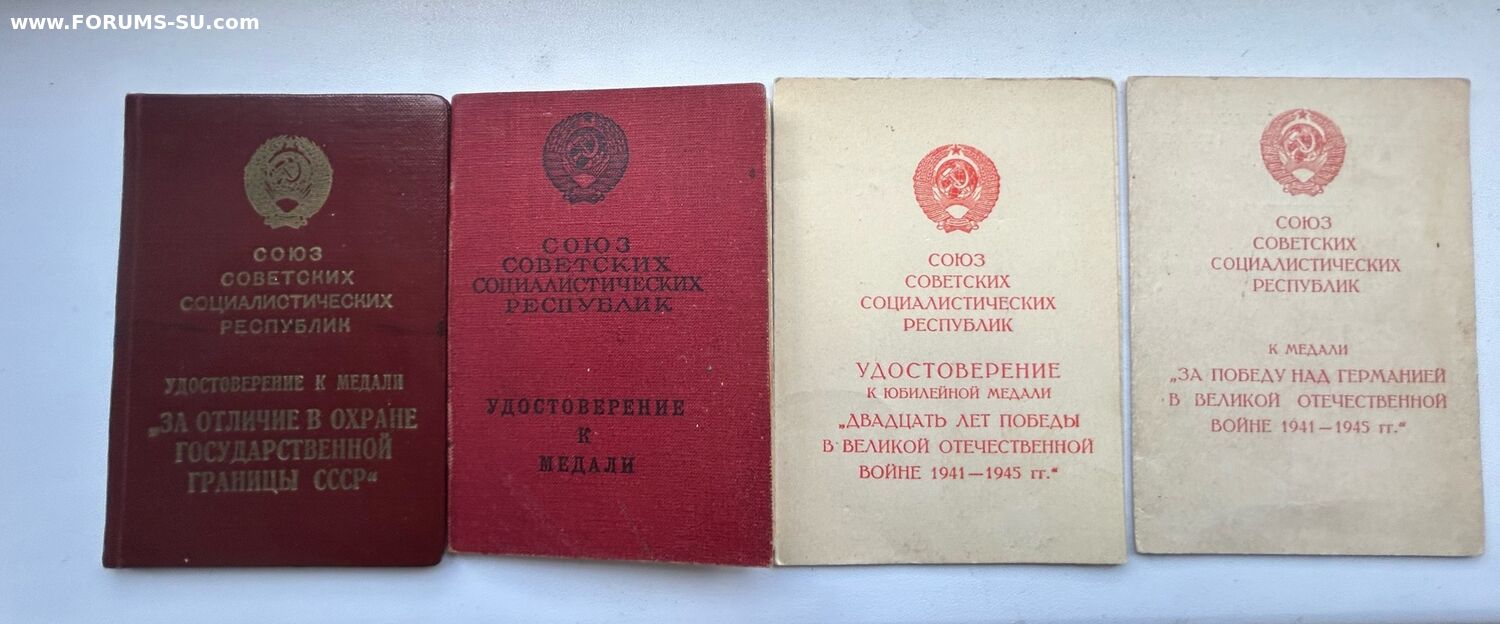 www.FORUMS-SU.com
СОЮЗ
СОВЕТСКИХ
СОЦИАЛИСТИЧЕСКИХ
РЕСПУБЛИК
УДОСТОВЕРЕНИЕ К МЕДАЛИ
„ЗА ОТЛИЧИЕ В ОХРАНЕ
ГОСУДАРСТВЕННОЙ
ГРАНИЦЫ СССР“
СОЮЗ
СОВЕТСКИХ
СОЦИАЛИСТИЧЕСКИХ
РЕСПУБЛИК
УДОСТОВЕРЕНИЕ
К
МЕДАЛИ
СОЮЗ
СОВЕТСКИХ
СОЦИАЛИСТИЧЕСКИХ
РЕСПУБЛИК
УДОСТОВЕРЕНИЕ
К ЮБИЛЕЙНОЙ МЕДАЛИ
„ДВАДЦАТЬ ЛЕТ ПОБЕДЫ
В ВЕЛИКОЙ ОТЕЧЕСТВЕННОЙ
ВОЙНЕ 1941—1945 гг.“
СОЮЗ
СОВЕТСКИХ
СОЦИАЛИСТИЧЕСКИХ
РЕСПУБЛИК
К МЕДАЛИ
„ЗА ПОБЕДУ НАД ГЕРМАНИЕЙ
В ВЕЛИКОЙ ОТЕЧЕСТВЕННОЙ
ВОЙНЕ 1941—1945 гг.“